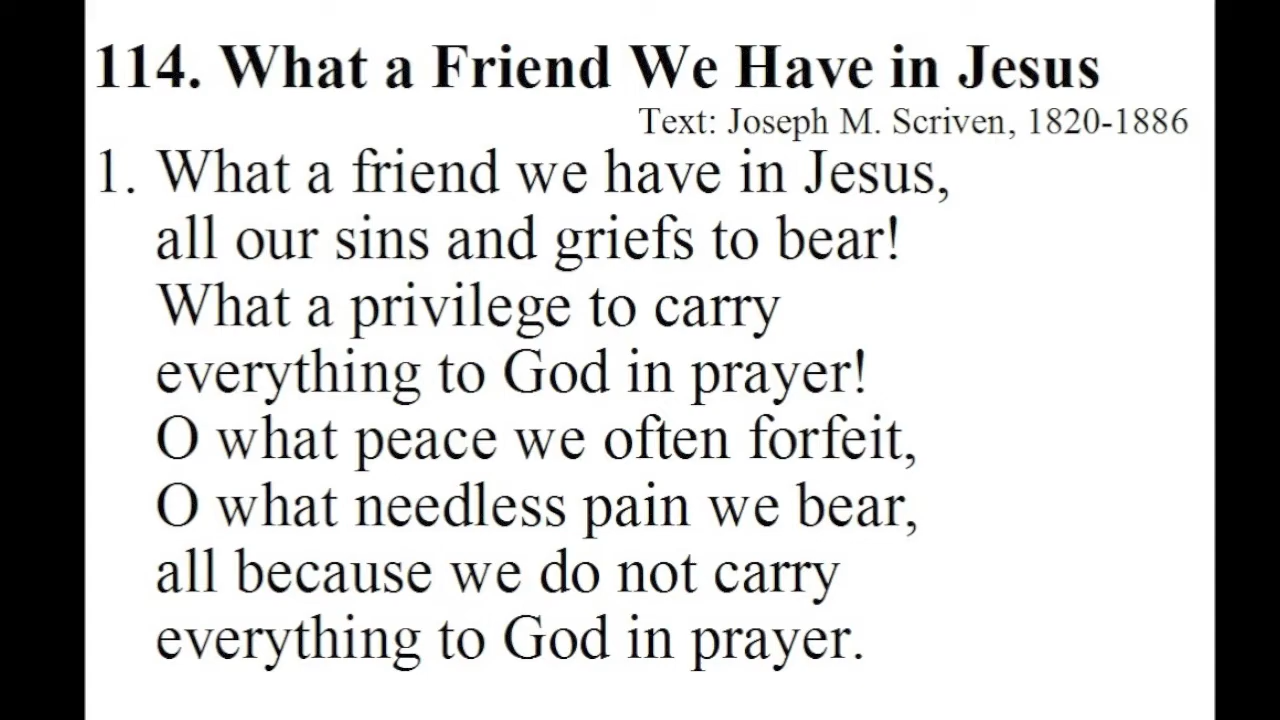 114. What a Friend We Have in Jesus
Text: Joseph M. Scriven, 1820-1886
1. What a friend we have in Jesus,
all our sins and griefs to bear!
What a privilege to carry
everything to God in prayer!
O what peace we often forfeit,
O what needless pain we bear,
all because we do not carry
everything to God in prayer.